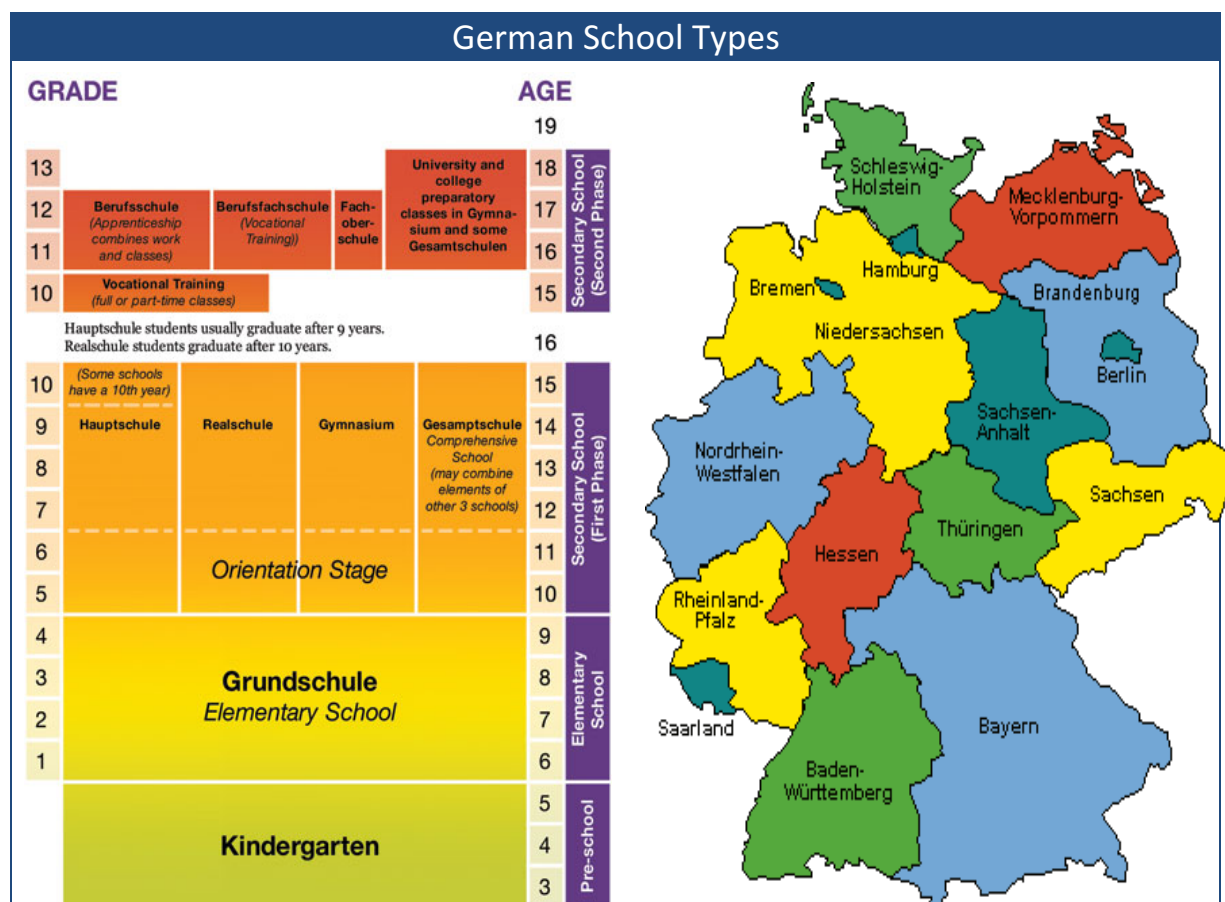 German School Types
GRADE
AGE
19
13
12
11
10
Berufsschule
(Apprenticeship
combines work
and classes)
Berufsfachschule
(Vocational
Training))
Fach-
ober-
schule
University and
college
preparatory
classes in Gymna-
sium and some
Gesamtschulen
Vocational Training
(full or part-time classes)
18
17
16
15
Secondary School
(Second Phase)
Hauptschule students usually graduate after 9 years.
Realschule students graduate after 10 years.
16
10
9
8
7
6
5
(Some schools
have a 10th year)
Hauptschule
Realschule
Gymnasium
Gesamptschule
Comprehensive
School
(may combine
elements of
other 3 schools)
Orientation Stage
15
14
13
12
11
10
Secondary School
(First Phase)
4
3
2
1
Grundschule
Elementary School
9
8
7
6
Elementary
School
Kindergarten
5
4
3
Pre-school
Schleswig-
Holstein
Mecklenburg-
Vorpommern
Hamburg
Bremen
Brandenburg
Niedersachsen
Berlin
Sachsen-
Anhalt
Nordrhein-
Westfalen
Sachsen
Thüringen
Hessen
Rheinland-
Pfalz
Saarland
Bayern
Baden-
Württemberg